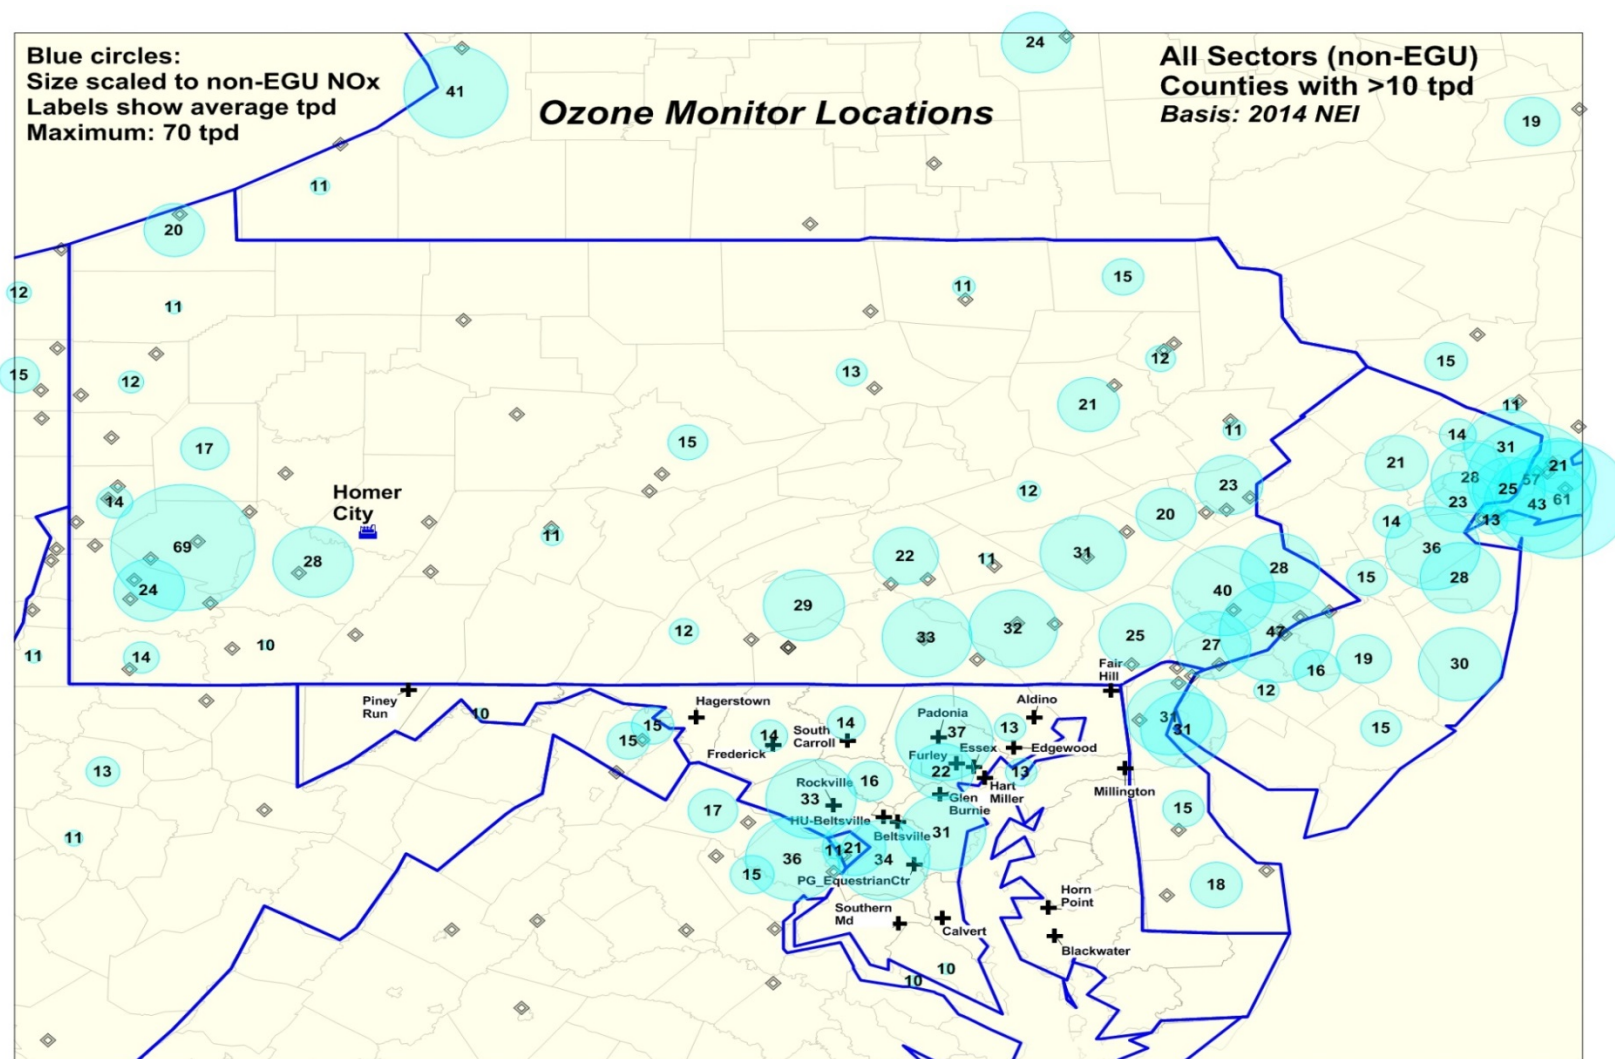 Blue circles:
Size scaled to non-EGU NOx
Labels show average tpd
Maximum: 70 tpd
Ozone Monitor Locations
All Sectors (non-EGU)
Counties with >10 tpd
Basis: 2014 NEI
24
41
19
11
20
12
11
11
15
15
12
13
12
15
21
11
11
17
15
14
31
21
21
28
57
14
Homer
City
12
23
20
25
23
43
61
14
13
69
28
11
22
11
31
36
28
40
15
28
24
29
12
33
32
25
27
47
16
19
30
11
14
10
12
Fair
Hill
Piney
Run
10
Hagerstown
Aldino
15
15
14
Frederick
South
Carroll
14
Padonia
37
13
Essex
Edgewood
31
31
15
Furley
22
13
13
Rockville
33
16
Hart
Miller
Glen
Burnie
Millington
15
17
HU-Beltsville
Beltsville
31
11
36
11
21
34
15
PG_EquestrianCtr
18
Southern
Md
Calvert
Horn
Point
Blackwater
10
10